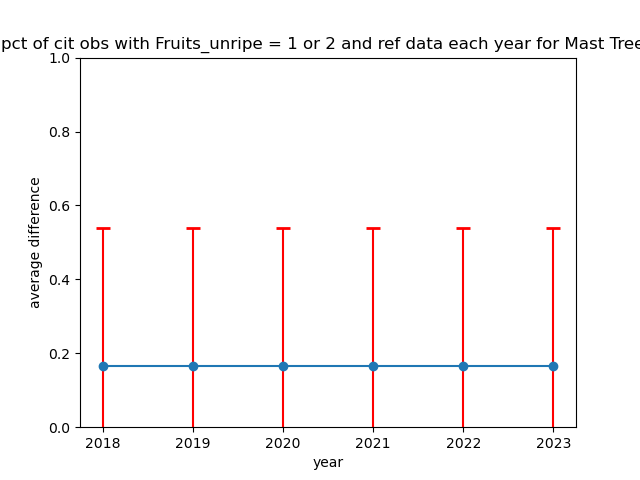 pct of cit obs with Fruits_unripe = 1 or 2 and ref data each year for Mast Tree
1.0
0.8
0.6
0.4
0.2
0.0
average difference
2018 2019 2020 2021 2022 2023
year